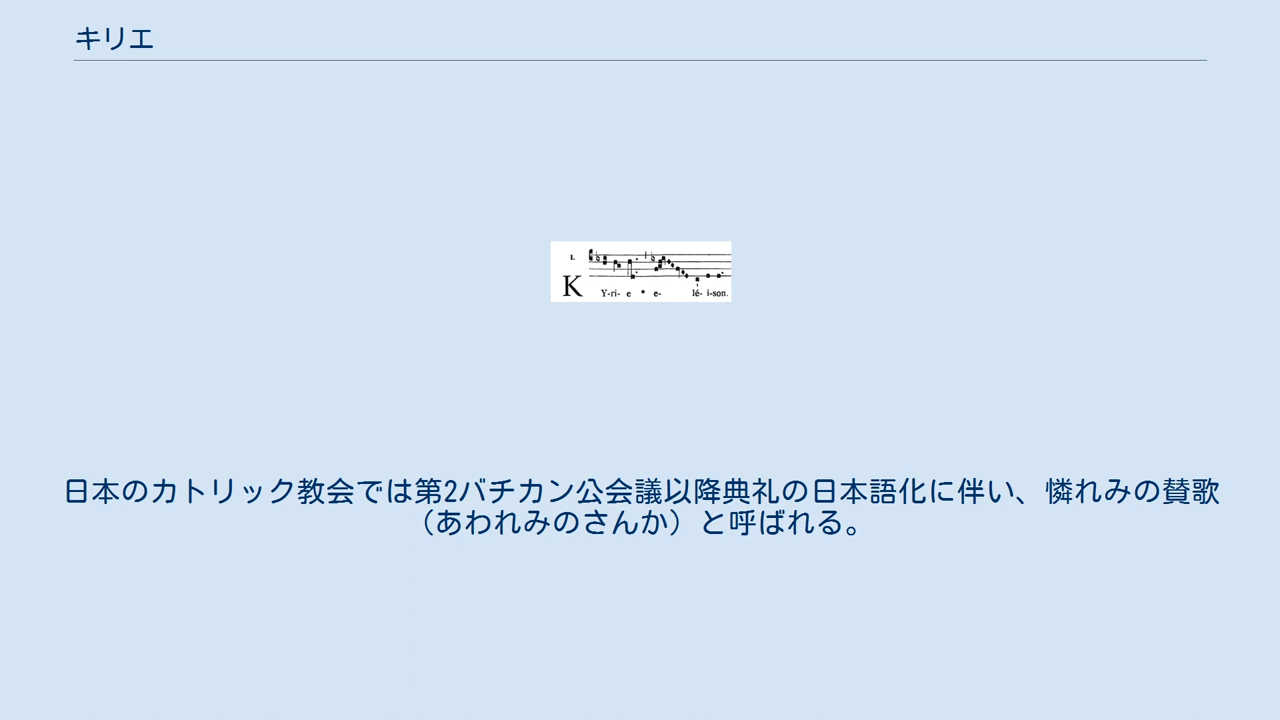 キリエ
I.
K Y-ri- e * e- lé- i-son.
日本のカトリック教会では第2バチカン公会議以降典礼の日本語化に伴い、憐れみの賛歌
（あわれみのさんか）と呼ばれる。